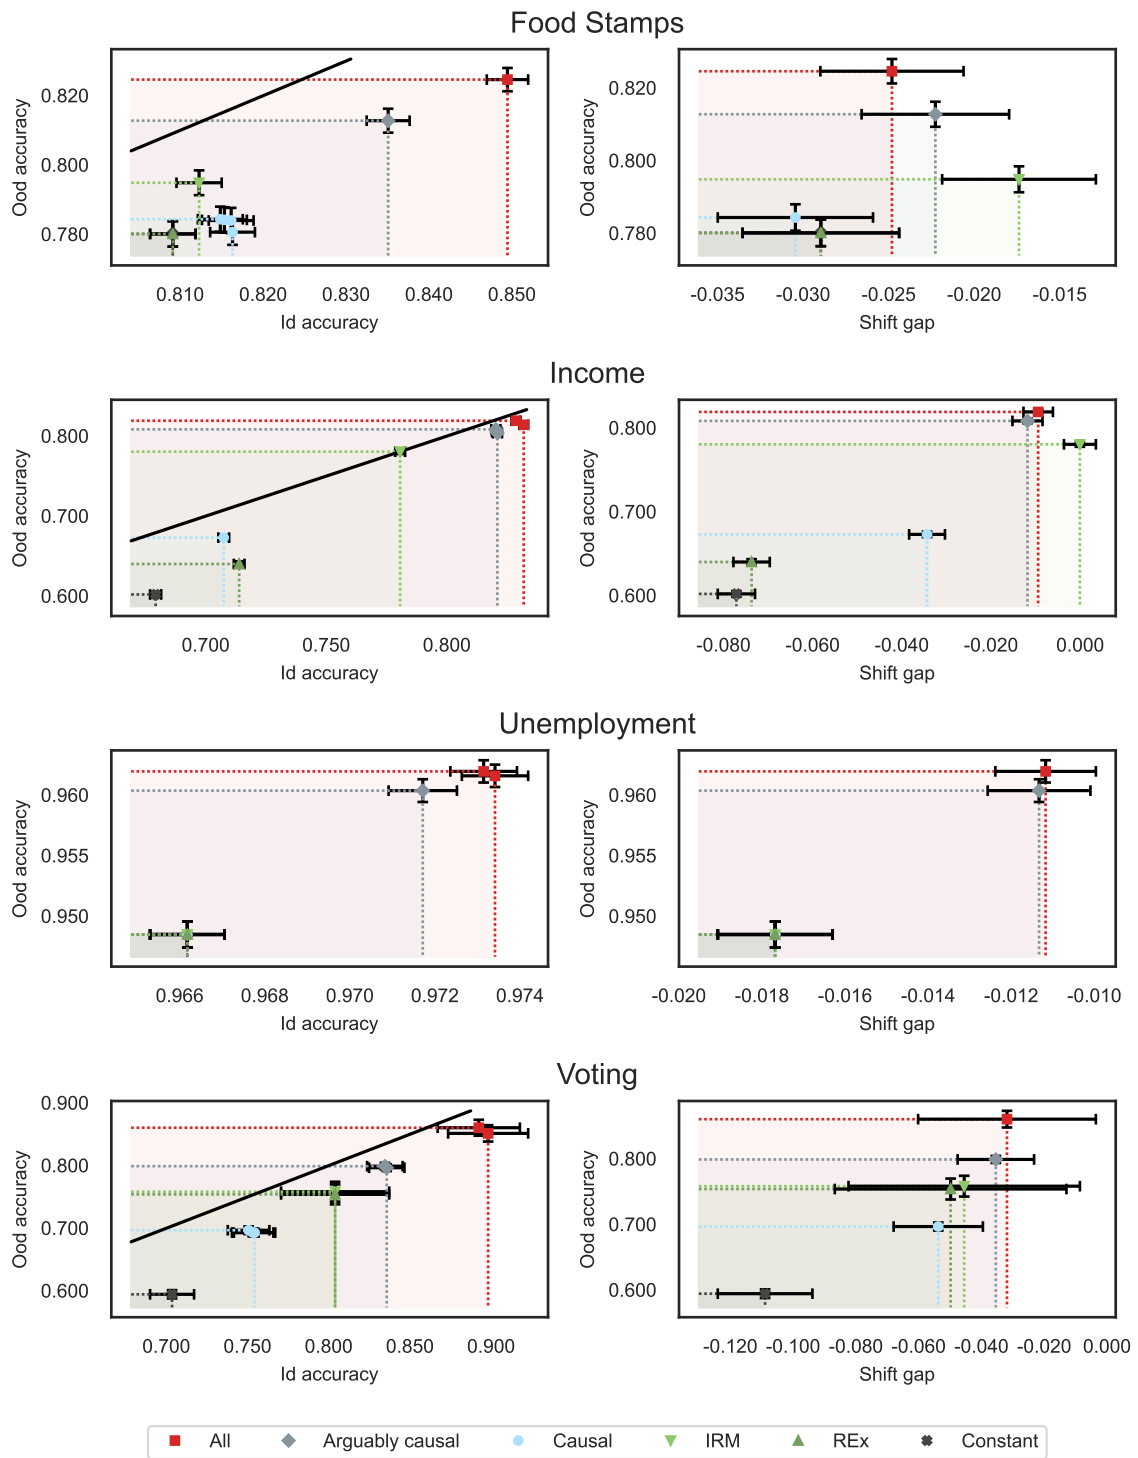 Food Stamps
Ood accuracy
0.820
0.800
0.780
0.810 0.820 0.830 0.840 0.850
Id accuracy
Ood accuracy
0.820
0.800
0.780
-0.035 -0.030 -0.025 -0.020 -0.015
Shift gap
Income
Ood accuracy
0.800
0.700
0.600
0.700 0.750 0.800
Id accuracy
Ood accuracy
0.800
0.700
0.600
-0.080 -0.060 -0.040 -0.020 0.000
Shift gap
Unemployment
Ood accuracy
0.960
0.955
0.950
0.966 0.968 0.970 0.972 0.974
Id accuracy
Ood accuracy
0.960
0.955
0.950
-0.020 -0.018 -0.016 -0.014 -0.012 -0.010
Shift gap
Voting
Ood accuracy
0.900
0.800
0.700
0.600
0.700 0.750 0.800 0.850 0.900
Id accuracy
Ood accuracy
0.800
0.700
0.600
-0.120 -0.100 -0.080 -0.060 -0.040 -0.020 0.000
Shift gap
All Arguably causal Causal IRM REx Constant